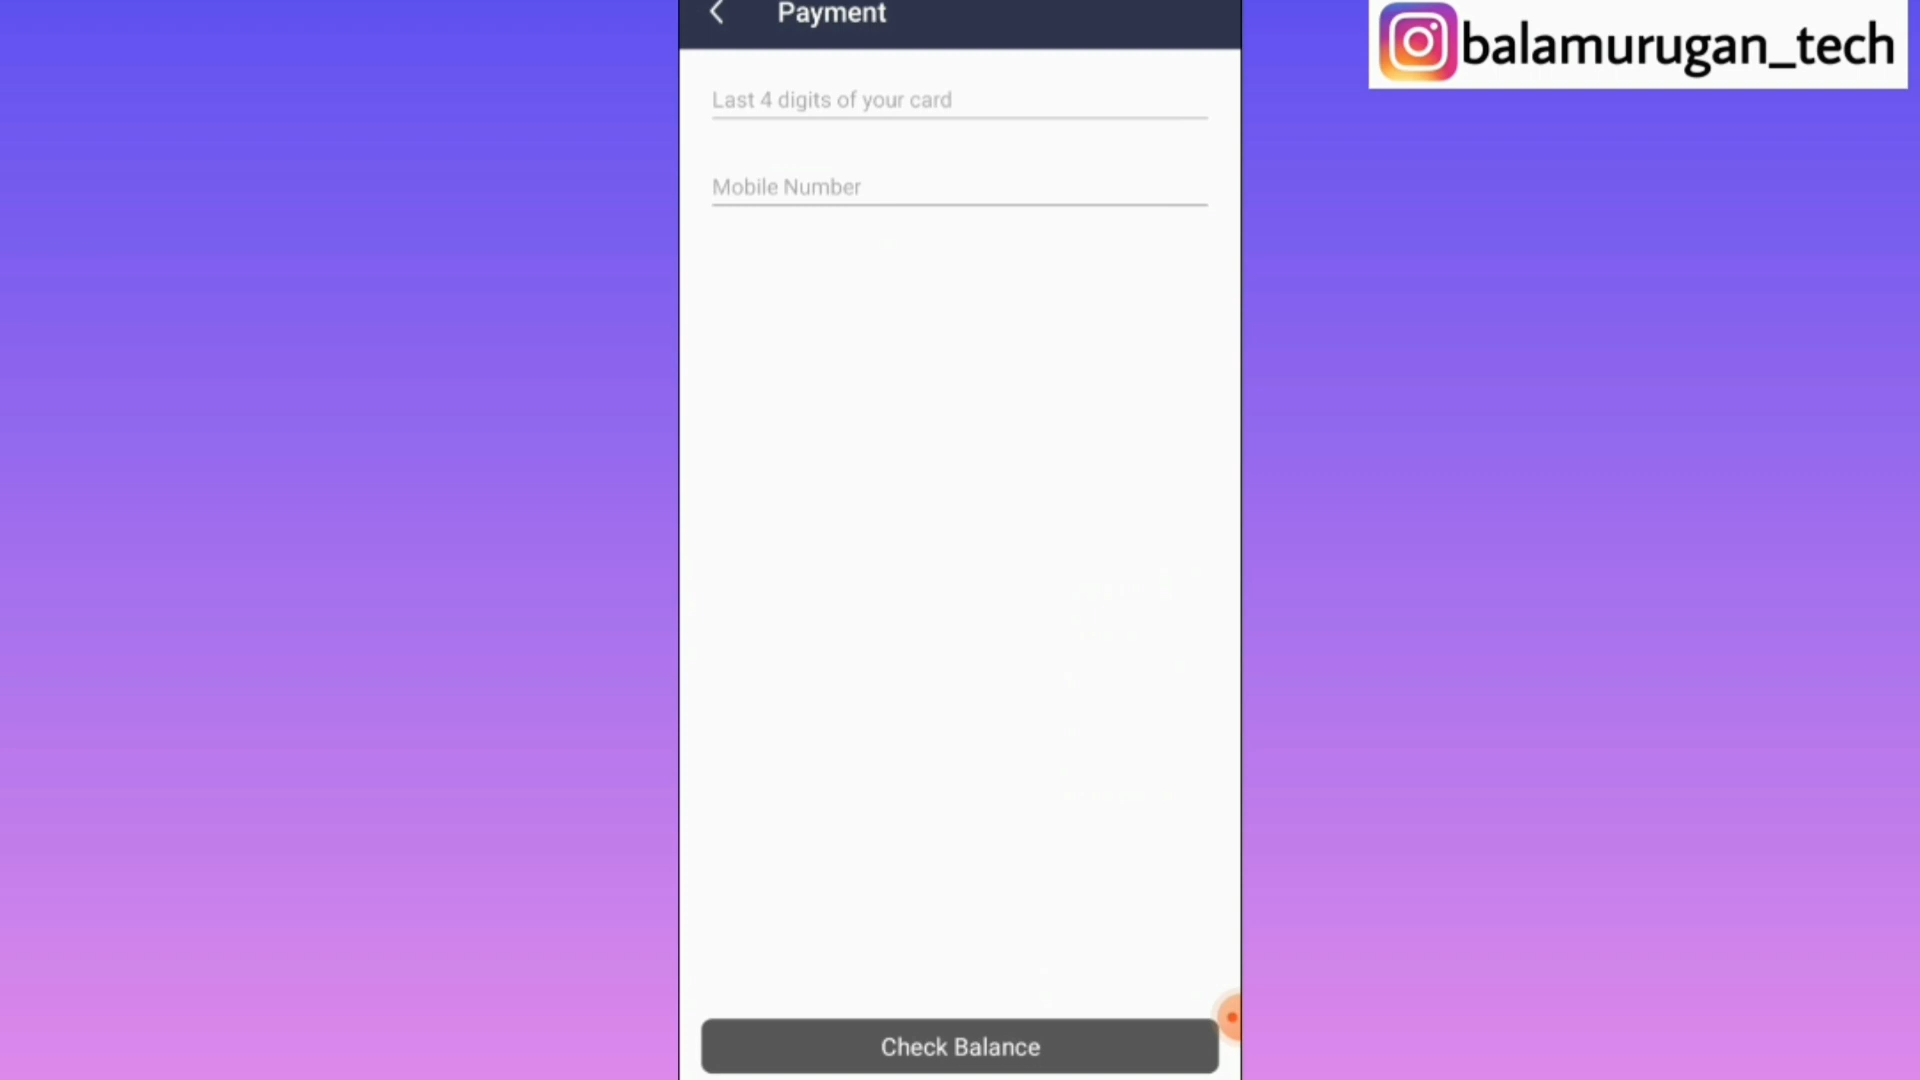 Payment
balamurugan_tech
Last 4 digits of your card
Mobile Number
Check Balance